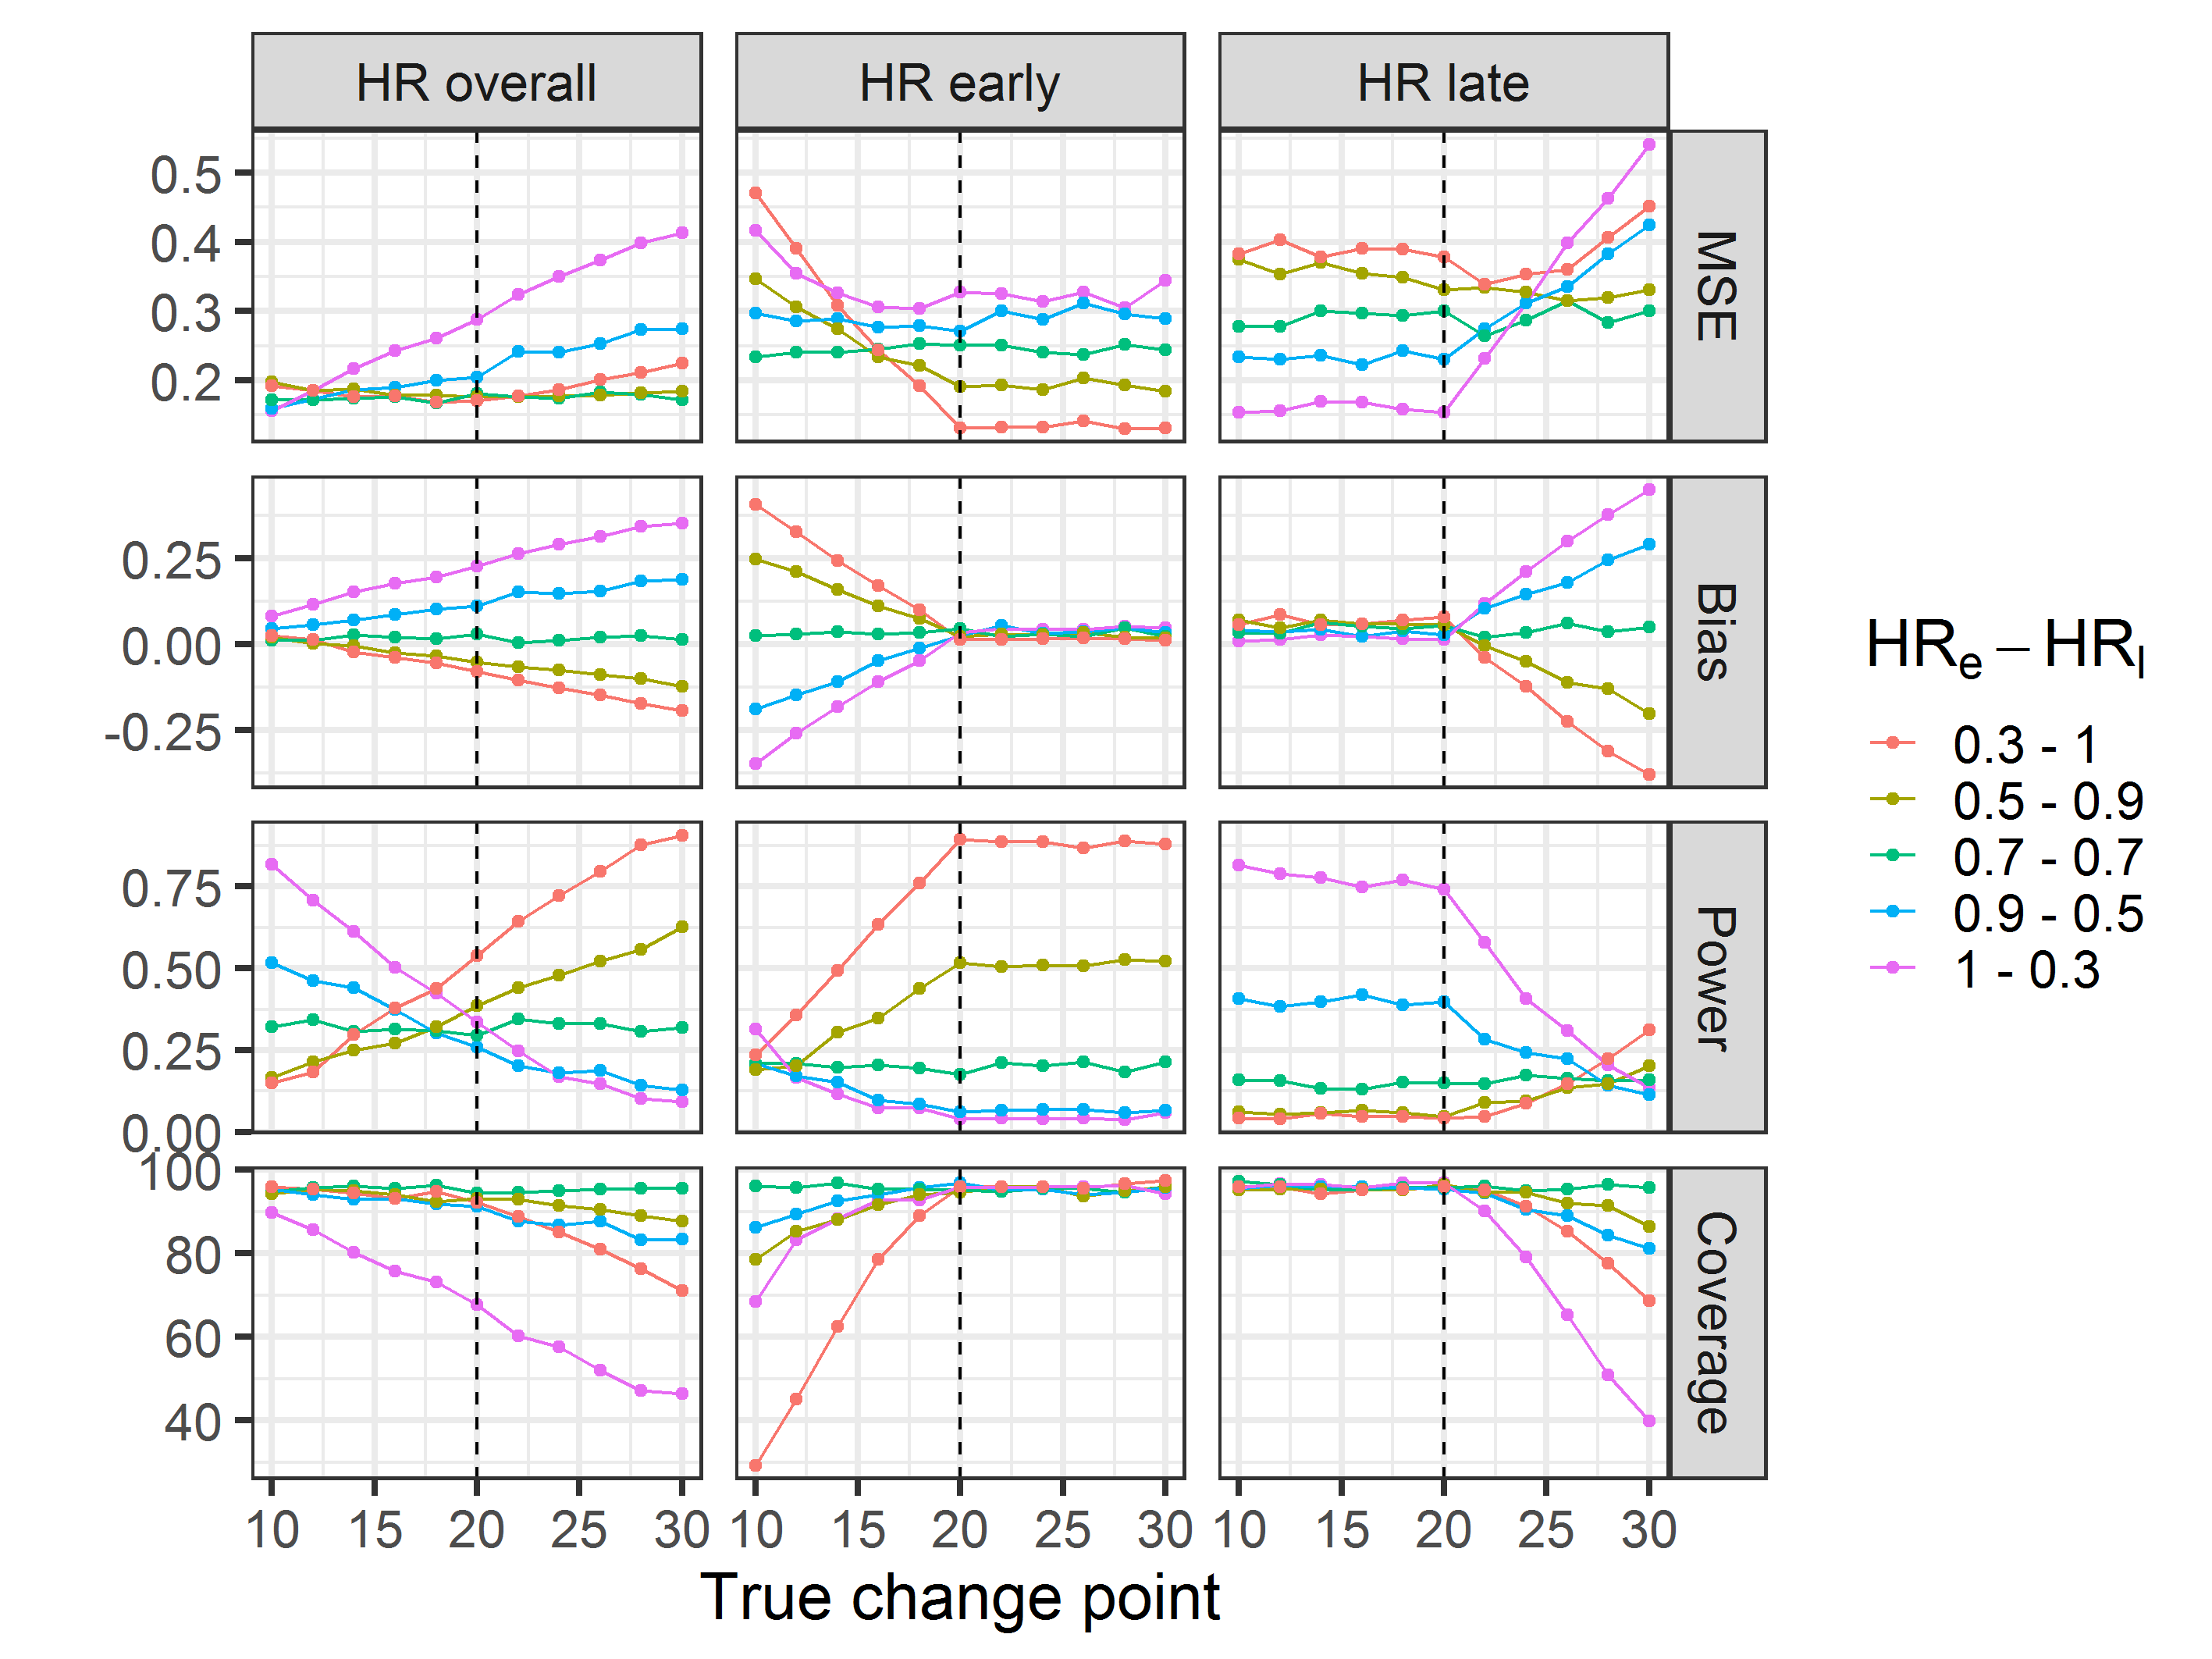 HR overall HR early HR late
0.5
0.4
0.3
0.2
MSE
0.25
0.00
-0.25
Bias
0.75
0.50
0.25
0.00
Power
100
80
60
40
Coverage
10 15 20 25 30 10 15 20 25 30 10 15 20 25 30
True change point
HRe – HRl
0.3 - 1
0.5 - 0.9
0.7 - 0.7
0.9 - 0.5
1 - 0.3